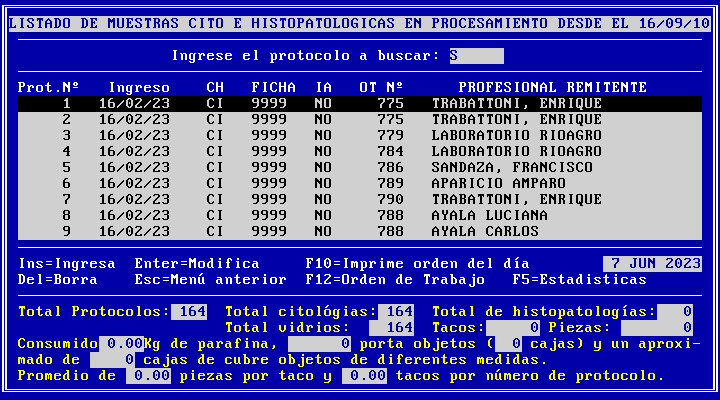 LISTADO DE MUESTRAS CITO E HISTOPATOLOGICAS EN PROCESAMIENTO DESDE EL 16/09/10
Ingrese el protocolo a buscar: S
Prot.Nº Ingreso CH FICHA IA OT Nº PROFESIONAL REMITENTE
1 16/02/23 CI 9999 NO 775 TRABATTONI, ENRIQUE
2 16/02/23 CI 9999 NO 775 TRABATTONI, ENRIQUE
3 16/02/23 CI 9999 NO 779 LABORATORIO RIOAGRO
4 16/02/23 CI 9999 NO 784 LABORATORIO RIOAGRO
5 16/02/23 CI 9999 NO 786 SANDAZA, FRANCISCO
6 16/02/23 CI 9999 NO 789 APARICIO AMPARO
7 16/02/23 CI 9999 NO 790 TRABATTONI, ENRIQUE
8 16/02/23 CI 9999 NO 788 AYALA LUCIANA
9 16/02/23 CI 9999 NO 788 AYALA CARLOS
Ins=Ingresa Enter=Modifica F10=Imprime orden del día 7 JUN 2023
Del=Borra Esc=Menú anterior F12=Orden de Trabajo F5=Estadisticas
Total Protocolos: 164 Total citológias: 164 Total de histopatologías: 0
Total vidrios: 164 Tacos: 0 Piezas: 0
Consumido 0.00Kg de parafina, 0 porta objetos ( 0 cajas) y un aproxi-
mado de 0 cajas de cubre objetos de diferentes medidas.
Promedio de 0.00 piezas por taco y 0.00 tacos por número de protocolo.